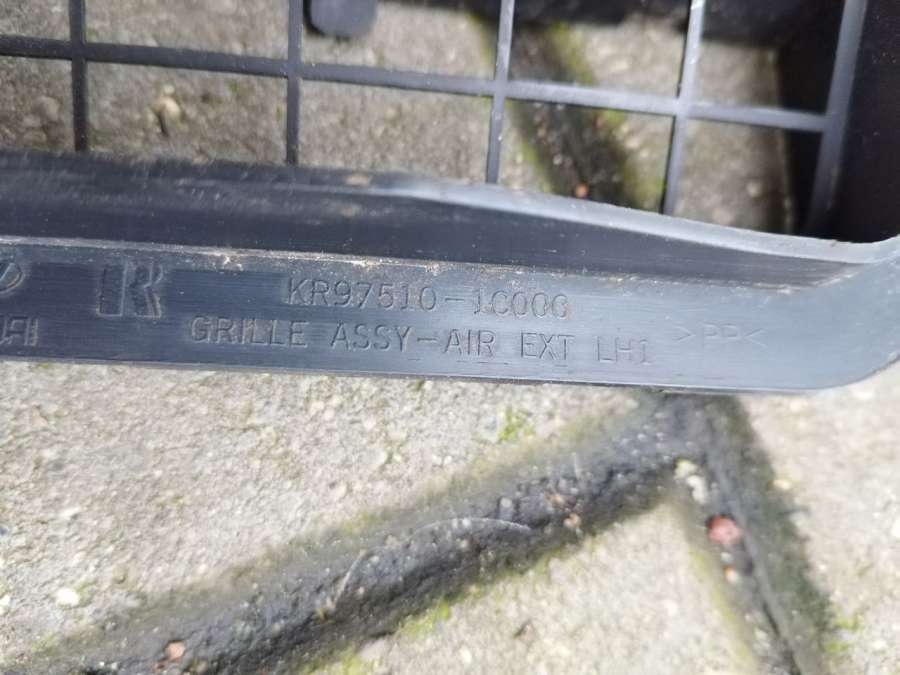 KR97510-1C000
GRILLE ASSY-AIR EXT LH1 >PP<